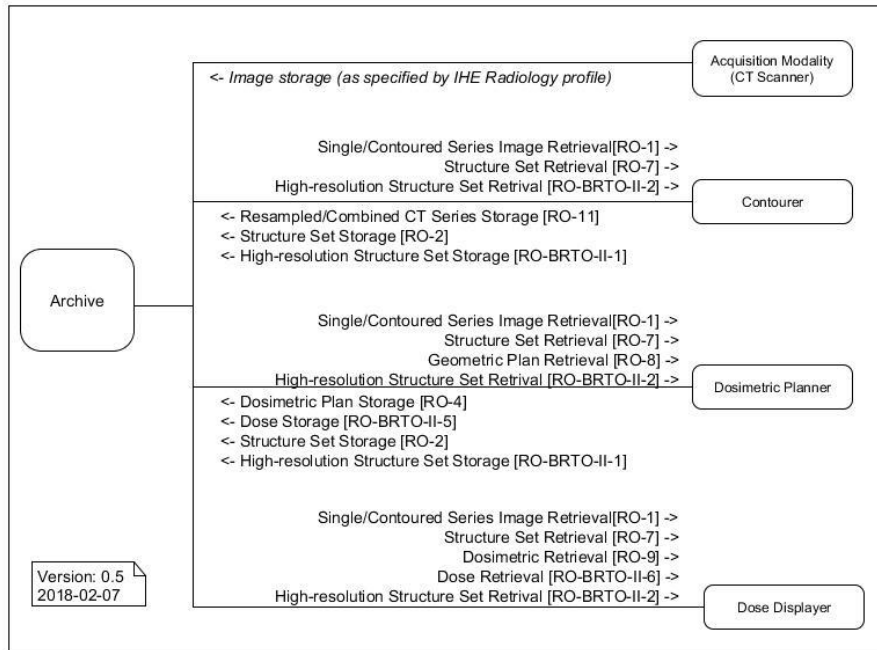 Acquisition Modality
(CT Scanner)
<- Image storage (as specified by IHE Radiology profile)
Single/Contoured Series Image Retrieval[RO-1] ->
Structure Set Retrieval [RO-7] ->
High-resolution Structure Set Retrival [RO-BRTO-II-2] ->
Contourer
<- Resampled/Combined CT Series Storage [RO-11]
<- Structure Set Storage [RO-2]
<- High-resolution Structure Set Storage [RO-BRTO-II-1]
Archive
Single/Contoured Series Image Retrieval[RO-1] ->
Structure Set Retrieval [RO-7] ->
Geometric Plan Retrieval [RO-8] ->
High-resolution Structure Set Retrival [RO-BRTO-II-2] ->
Dosimetric Planner
<- Dosimetric Plan Storage [RO-4]
<- Dose Storage [RO-BRTO-II-5]
<- Structure Set Storage [RO-2]
<- High-resolution Structure Set Storage [RO-BRTO-II-1]
Single/Contoured Series Image Retrieval[RO-1] ->
Structure Set Retrieval [RO-7] ->
Dosimetric Retrieval [RO-9] ->
Dose Retrieval [RO-BRTO-II-6] ->
High-resolution Structure Set Retrival [RO-BRTO-II-2] ->
Dose Displayer
Version: 0.5
2018-02-07